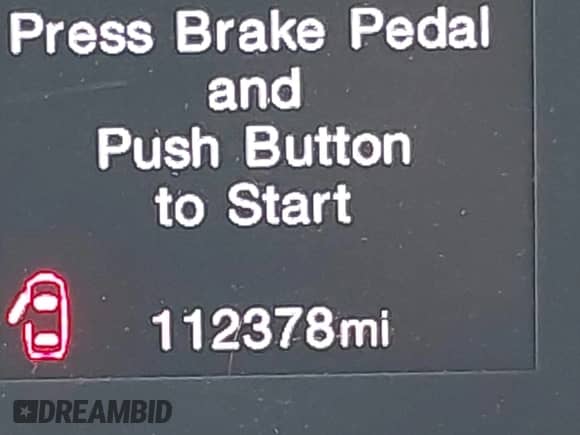 Press Brake Pedal
and
Push Button
to Start
112378mi
DREAMBID